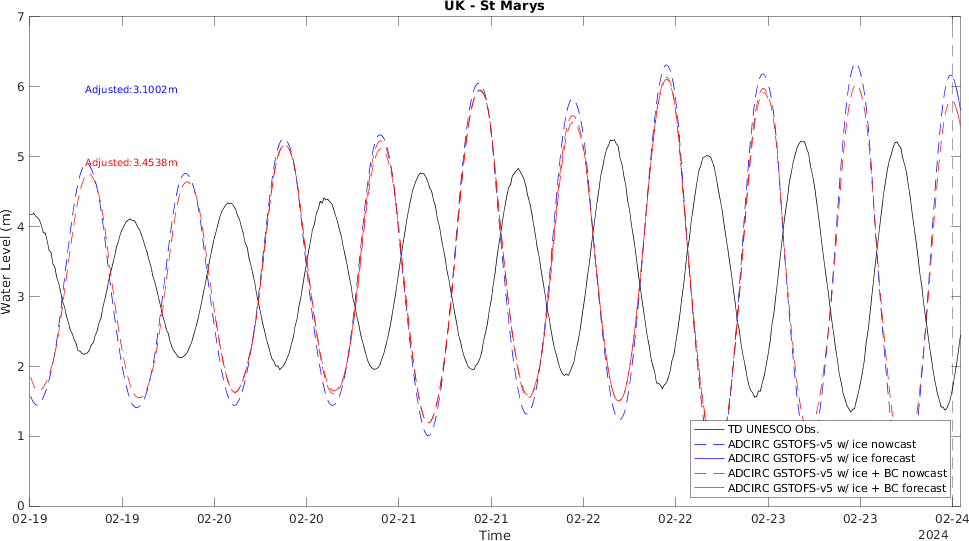 UK - St Marys
7
6
5
4
3
2
1
0
Water Level (m)
Adjusted:3.1002m
Adjusted:3.4538m
TD UNESCO Obs.
ADCIRC GSTOFS-v5 w/ ice nowcast
ADCIRC GSTOFS-v5 w/ ice forecast
ADCIRC GSTOFS-v5 w/ ice + BC nowcast
ADCIRC GSTOFS-v5 w/ ice + BC forecast
02-19 02-19 02-20 02-20 02-21 02-21 02-22 02-22 02-23 02-23 02-24
Time
2024